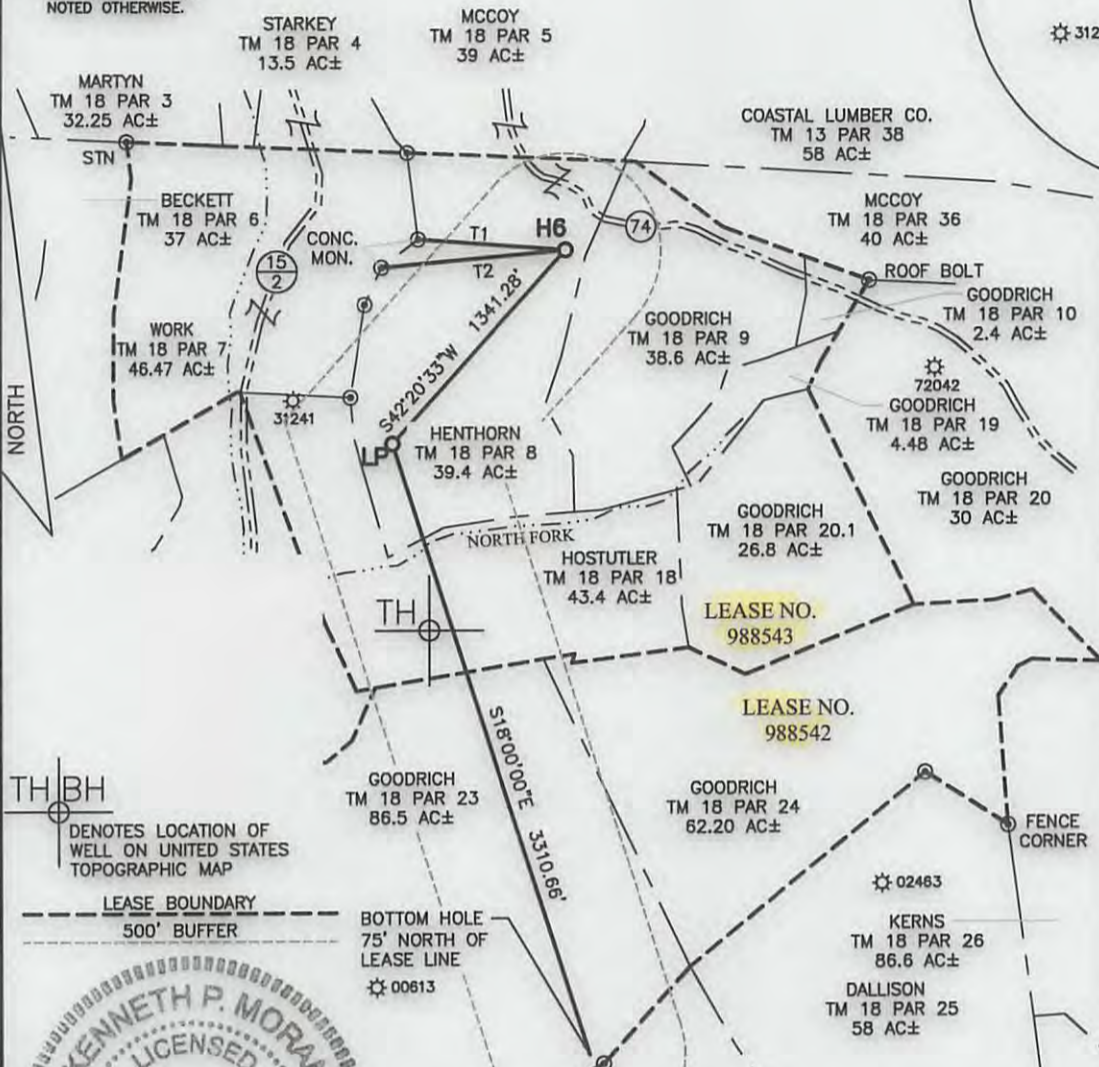 NOTED OTHERWISE.
STARKEY
TM 18 PAR 4
13.5 AC±
MCCOY
TM 18 PAR 5
39 AC±
312
MARTYN
TM 18 PAR 3
32.25 AC±
COASTAL LUMBER CO.
TM 13 PAR 38
58 AC±
STN
BECKETT
TM 18 PAR 6
37 AC±
MCCOY
TM 18 PAR 36
40 AC±
CONC.
MON.
T1
H6
74
T2
15
2
ROOF BOLT
GOODRICH
TM 18 PAR 10
2.4 AC±
1341.28'
S42°20'33"W
GOODRICH
TM 18 PAR 9
38.6 AC±
WORK
TM 18 PAR 7
46.47 AC±
72042
NORTH
31241
GOODRICH
TM 18 PAR 19
4.48 AC±
LP
HENTHORN
TM 18 PAR 8
39.4 AC±
GOODRICH
TM 18 PAR 20
30 AC±
GOODRICH
TM 18 PAR 20.1
26.8 AC±
NORTH FORK
HOSTUTLER
TM 18 PAR 18
43.4 AC±
TH
LEASE NO.
988543
LEASE NO.
988542
S18°00'00"E 3310.66'
GOODRICH
TM 18 PAR 23
86.5 AC±
GOODRICH
TM 18 PAR 24
62.20 AC±
TH BH
DENOTES LOCATION OF
WELL ON UNITED STATES
TOPOGRAPHIC MAP
FENCE
CORNER
02463
LEASE BOUNDARY
500' BUFFER
BOTTOM HOLE
75' NORTH OF
LEASE LINE
00613
KERNS
TM 18 PAR 26
86.6 AC±
DALLISON
TM 18 PAR 25
58 AC±
KENNETH P. MORAN
LICENSED